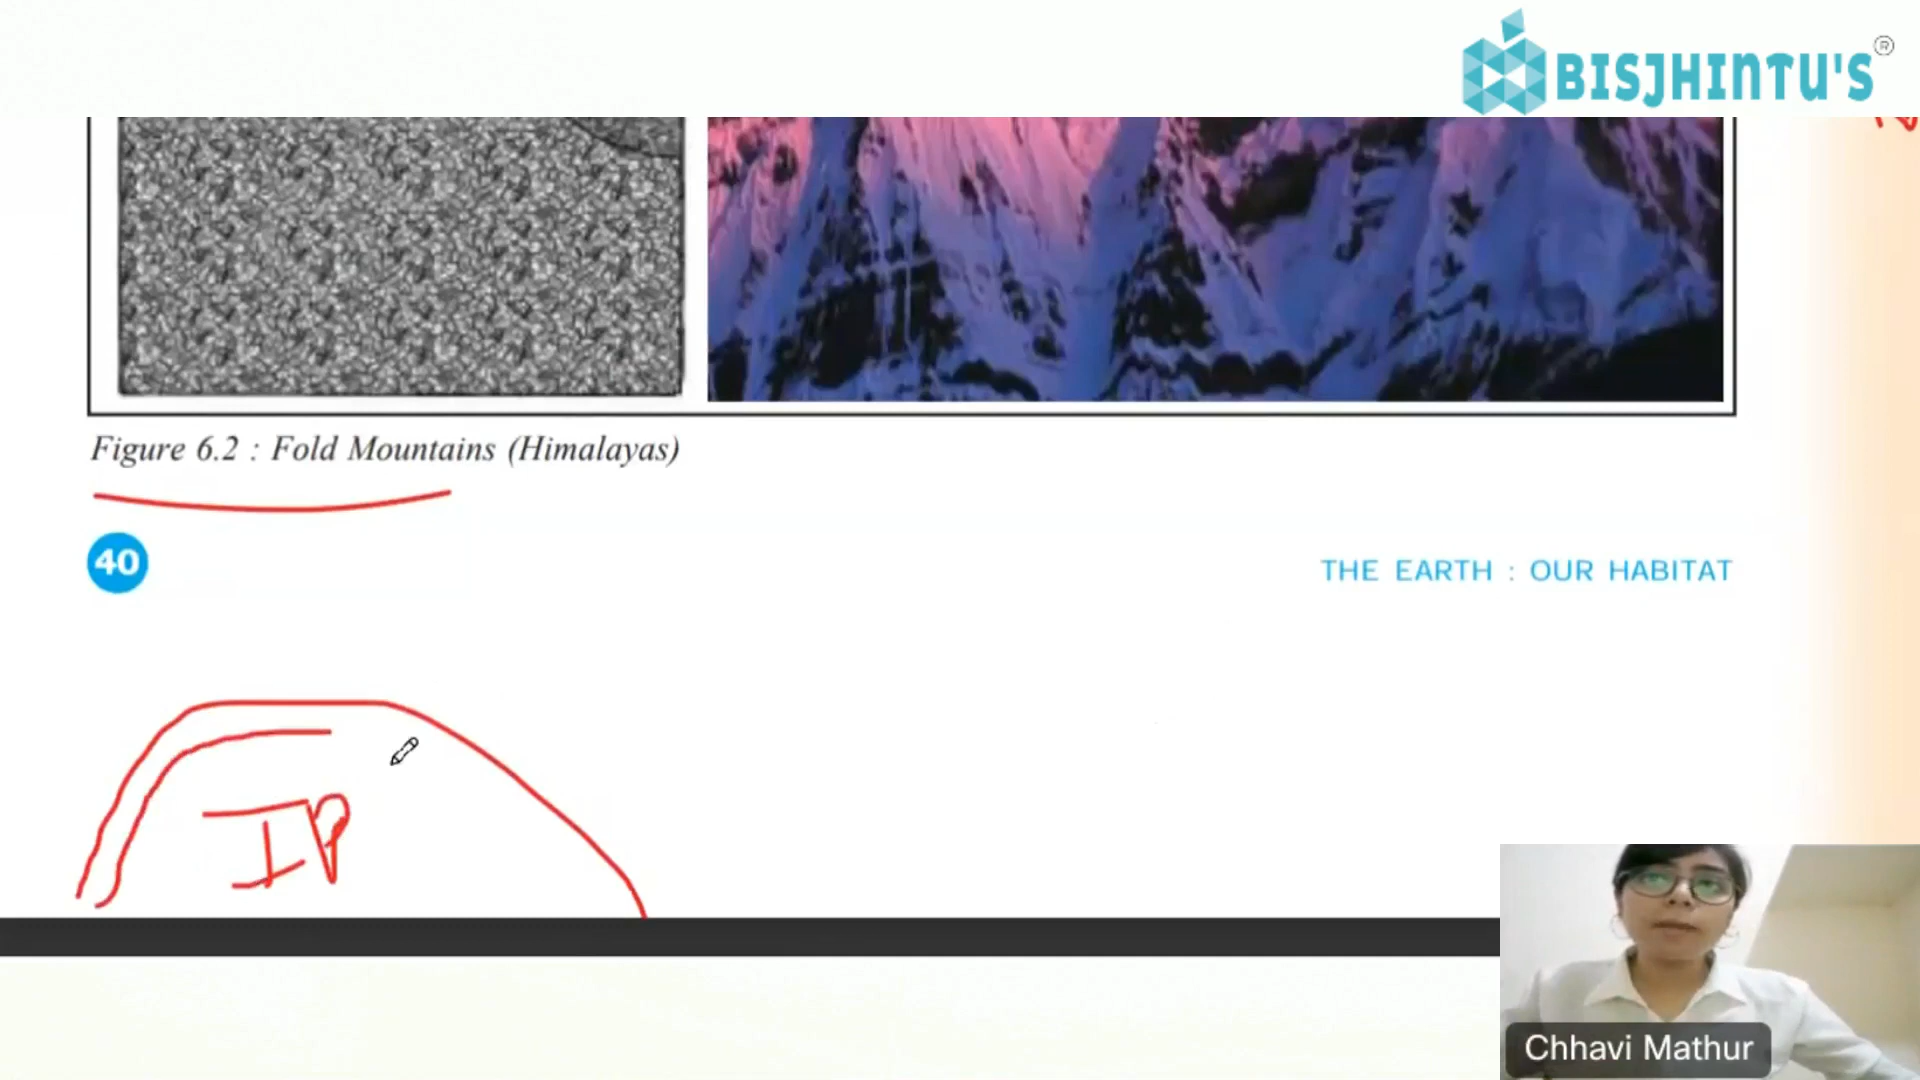 BISJHINTU'S®
Figure 6.2 : Fold Mountains (Himalayas)
40
THE EARTH : OUR HABITAT
IP
Chhavi Mathur